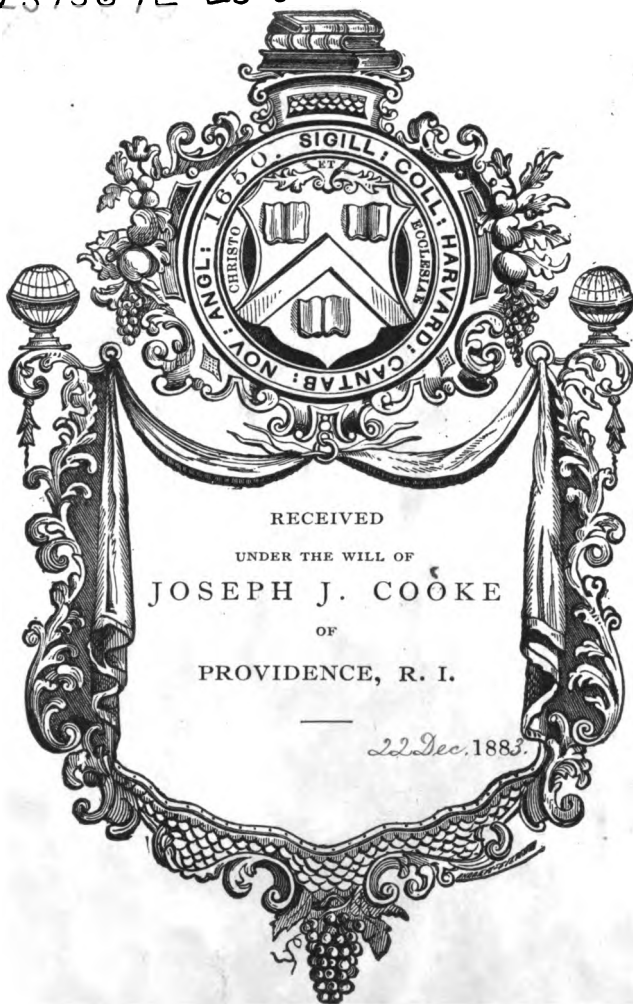 SIGILL: COLL: HARVARD: CANTAB: NOV: ANGL: 1650.
CHRISTO
ET
ECCLESIAE
RECEIVED
UNDER THE WILL OF
JOSEPH J. COOKE
OF
PROVIDENCE, R. I.
22 Dec. 1883.